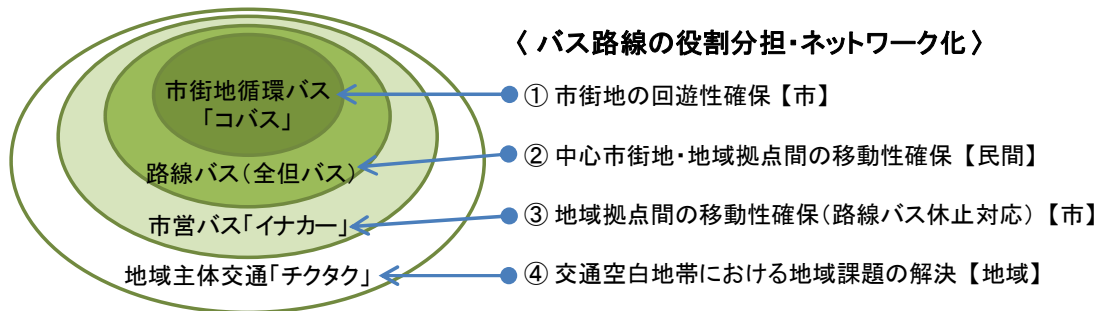 〈 バス路線の役割分担・ネットワーク化 〉
市街地循環バス
「コバス」
① 市街地の回遊性確保 【市】
路線バス(全但バス)
② 中心市街地・地域拠点間の移動性確保 【民間】
市営バス「イナカー」
③ 地域拠点間の移動性確保(路線バス休止対応) 【市】
地域主体交通「チクタク」
④ 交通空白地帯における地域課題の解決 【地域】